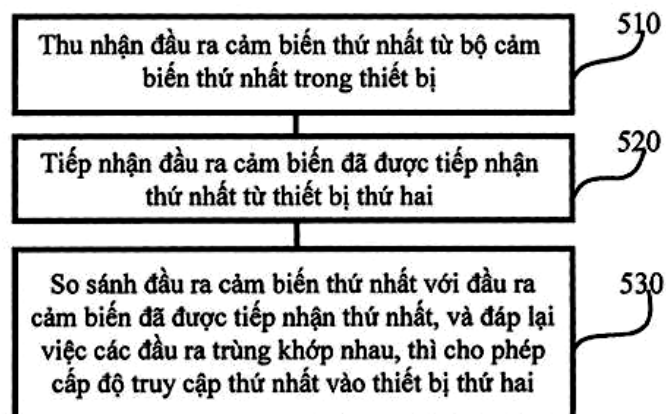 510
Thu nhận đầu ra cảm biến thứ nhất từ bộ cảm
biến thứ nhất trong thiết bị
520
Tiếp nhận đầu ra cảm biến đã được tiếp nhận
thứ nhất từ thiết bị thứ hai
530
So sánh đầu ra cảm biến thứ nhất với đầu ra
cảm biến đã được tiếp nhận thứ nhất, và đáp lại
việc các đầu ra trùng khớp nhau, thì cho phép
cấp độ truy cập thứ nhất vào thiết bị thứ hai